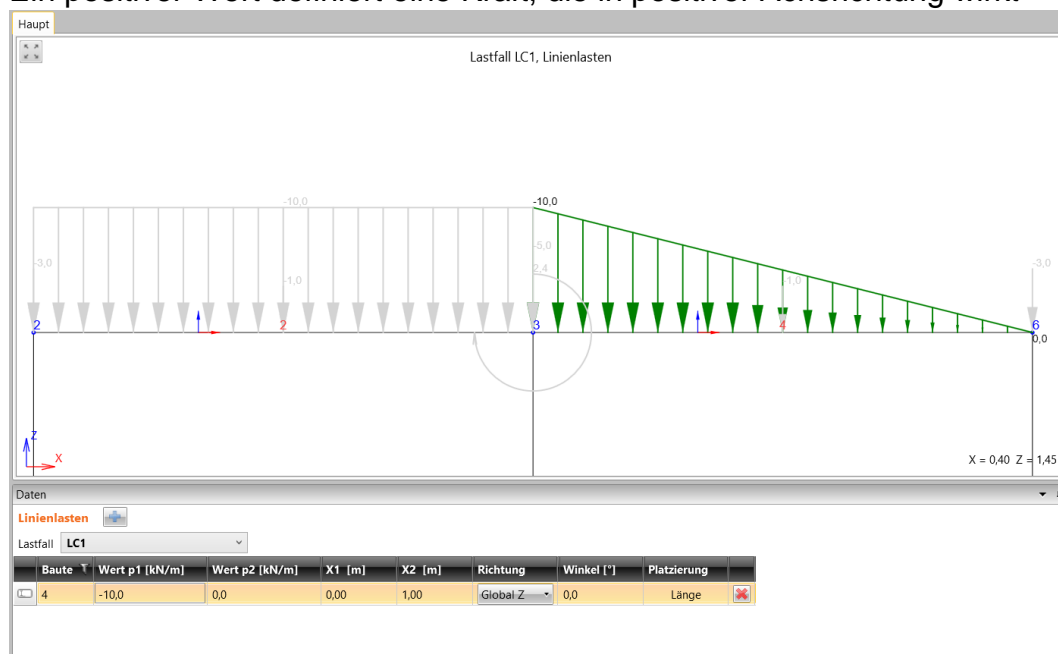 Ein positiver Wert definiert eine Kraft, die in positiver Achsrichtung wirkt
Haupt
Lastfall LC1, Linienlasten
-10,0
-10,0
-3,0
-5,0
-3,0
2,4
-1,0
-1,0
2
2
3
4
6
0,0
Z
X
X = 0,40 Z = 1,45
Daten
Linienlasten
Lastfall LC1
Baute Wert p1 [kN/m] Wert p2 [kN/m] X1 [m] X2 [m] Richtung Winkel [°] Platzierung
4 -10,0 0,0 0,00 1,00 Global Z 0,0 Länge